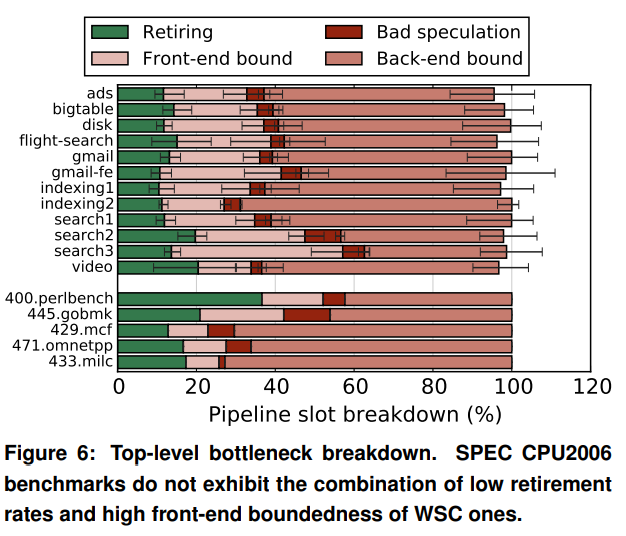 Retiring
Bad speculation
Front-end bound
Back-end bound
ads
bigtable
disk
flight-search
gmail
gmail-fe
indexing1
indexing2
search1
search2
search3
video
400.perlbench
445.gobmk
429.mcf
471.omnetpp
433.milc
0 20 40 60 80 100 120
Pipeline slot breakdown (%)
Figure 6: Top-level bottleneck breakdown. SPEC CPU2006
benchmarks do not exhibit the combination of low retirement
rates and high front-end boundedness of WSC ones.